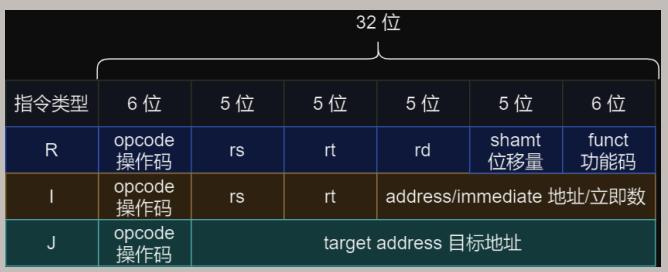 32 位
指令类型 6 位 5 位 5 位 5 位 5 位 6 位
R opcode 操作码 rs rt rd shamt 位移量 funct 功能码
I opcode 操作码 rs rt address/immediate 地址/立即数
J opcode 操作码 target address 目标地址